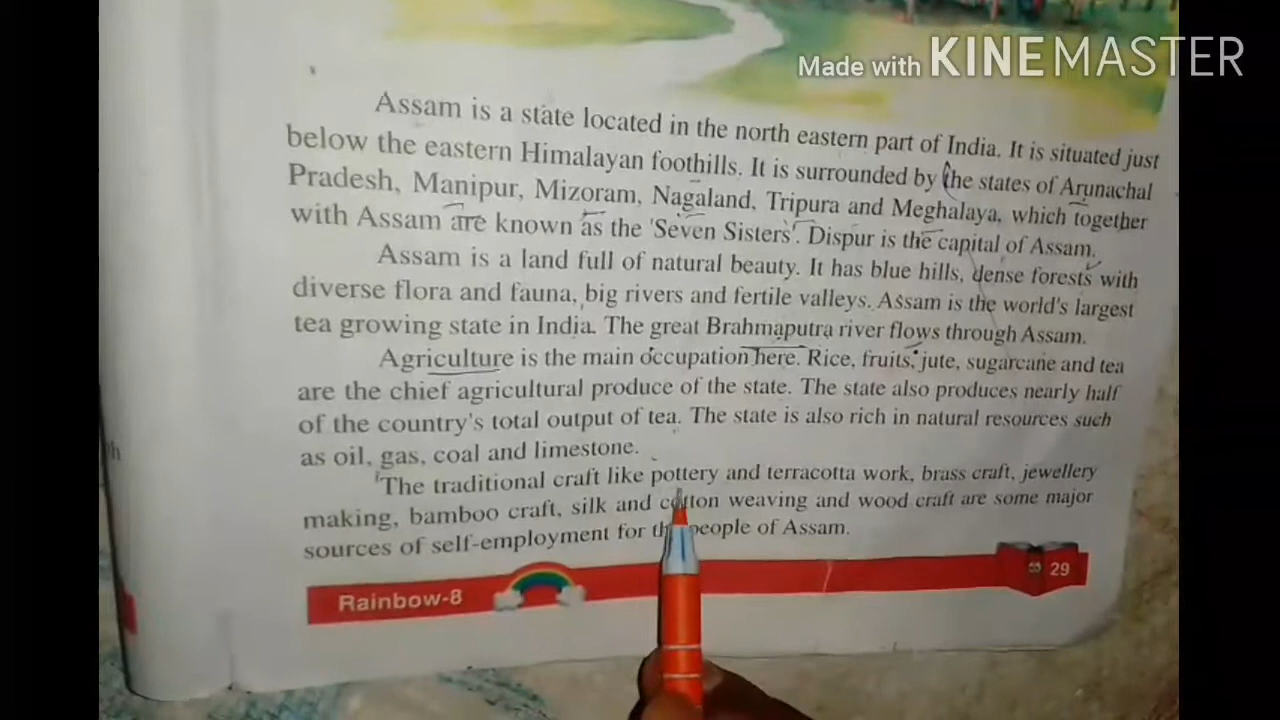 Made with KINEMASTER
Assam is a state located in the north eastern part of India. It is situated just
below the eastern Himalayan foothills. It is surrounded by the states of Arunachal
Pradesh, Manipur, Mizoram, Nagaland, Tripura and Meghalaya, which together
with Assam are known as the 'Seven Sisters'. Dispur is the capital of Assam.
Assam is a land full of natural beauty. It has blue hills, dense forests with
diverse flora and fauna, big rivers and fertile valleys. Assam is the world's largest
tea growing state in India. The great Brahmaputra river flows through Assam.
Agriculture is the main occupation here. Rice, fruits, jute, sugarcane and tea
are the chief agricultural produce of the state. The state also produces nearly half
of the country's total output of tea. The state is also rich in natural resources such
as oil, gas, coal and limestone.
The traditional craft like pottery and terracotta work, brass craft, jewellery
making, bamboo craft, silk and cotton weaving and wood craft are some major
sources of self-employment for the people of Assam.
Rainbow-8
29